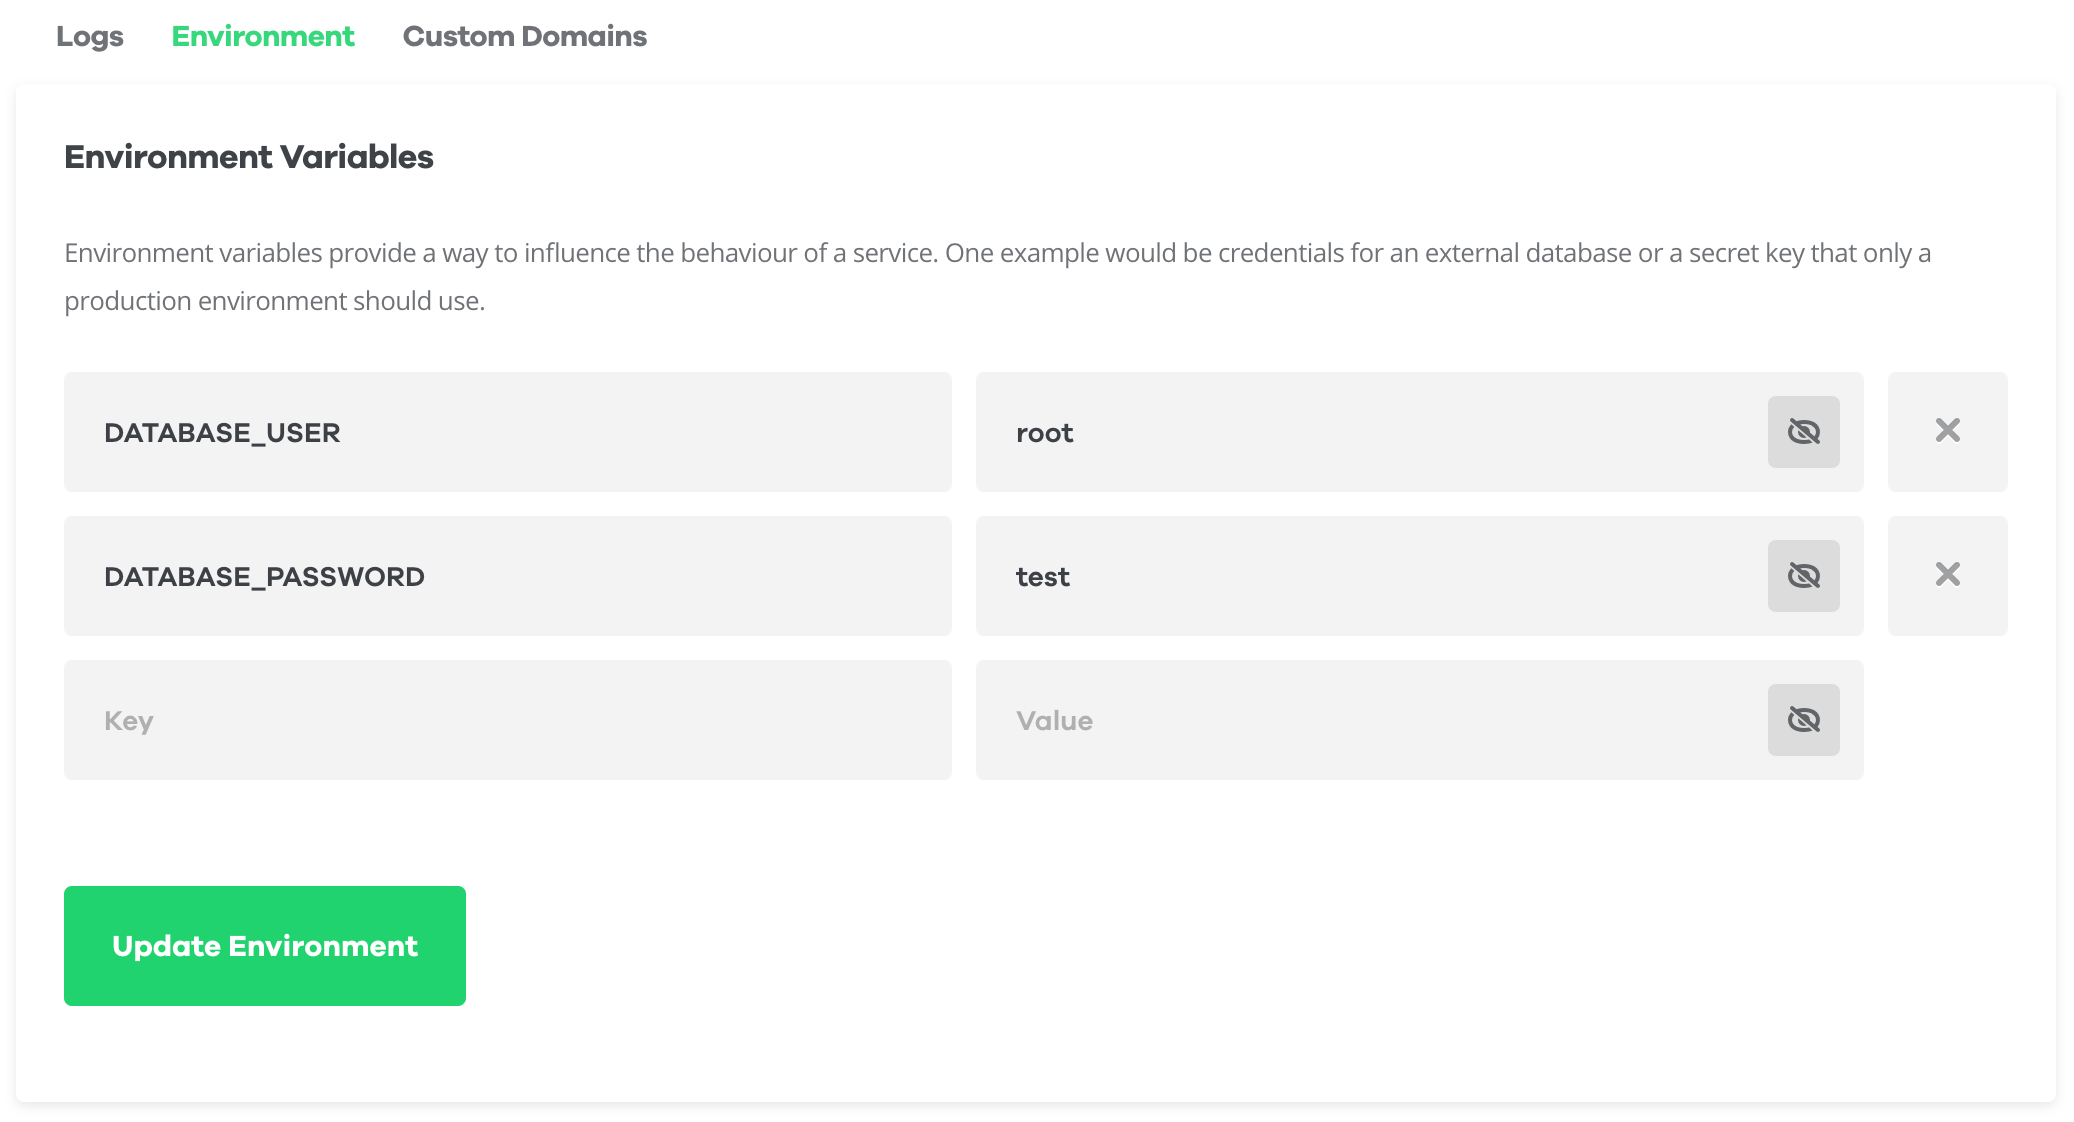 Logs Environment Custom Domains
Environment Variables
Environment variables provide a way to influence the behaviour of a service. One example would be credentials for an external database or a secret key that only a
production environment should use.
DATABASE_USER root
DATABASE_PASSWORD test
Key Value
Update Environment